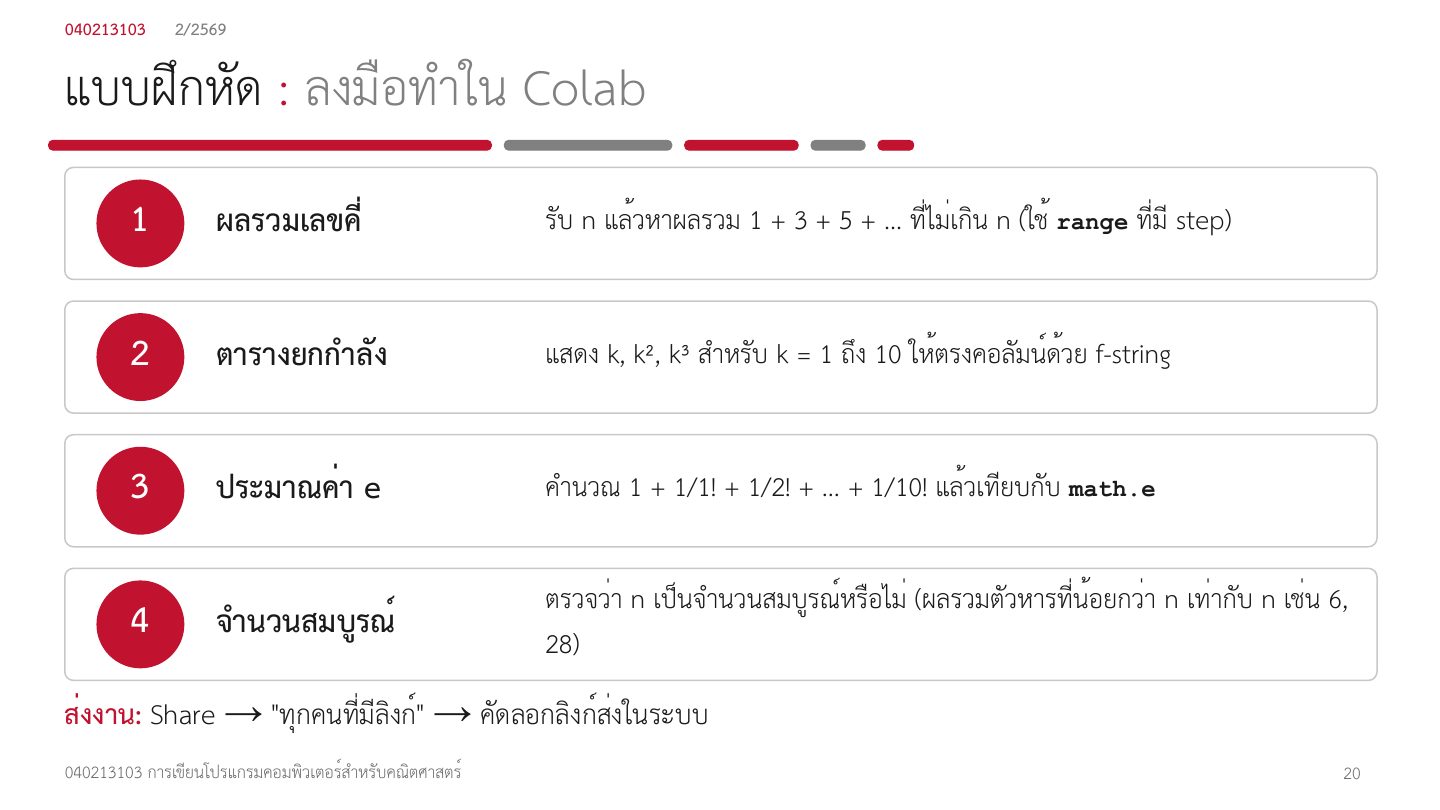 040213103 2/2569
แบบฝึกหัด : ลงมือทำใน Colab
1 ผลรวมเลขคี่ รับ n แล้วหาผลรวม 1 + 3 + 5 + ... ที่ไม่เกิน n (ใช้ range ที่มี step)
2 ตารางยกกำลัง แสดง k, k², k³ สำหรับ k = 1 ถึง 10 ให้ตรงคอลัมน์ด้วย f-string
3 ประมาณค่า e คำนวณ 1 + 1/1! + 1/2! + ... + 1/10! แล้วเทียบกับ math.e
4 จำนวนสมบูรณ์ ตรวจว่า n เป็นจำนวนสมบูรณ์หรือไม่ (ผลรวมตัวหารที่น้อยกว่า n เท่ากับ n เช่น 6,
28)
ส่งงาน: Share ⟶ "ทุกคนที่มีลิงก์" ⟶ คัดลอกลิงก์ส่งในระบบ
040213103 การเขียนโปรแกรมคอมพิวเตอร์สำหรับคณิตศาสตร์ 20